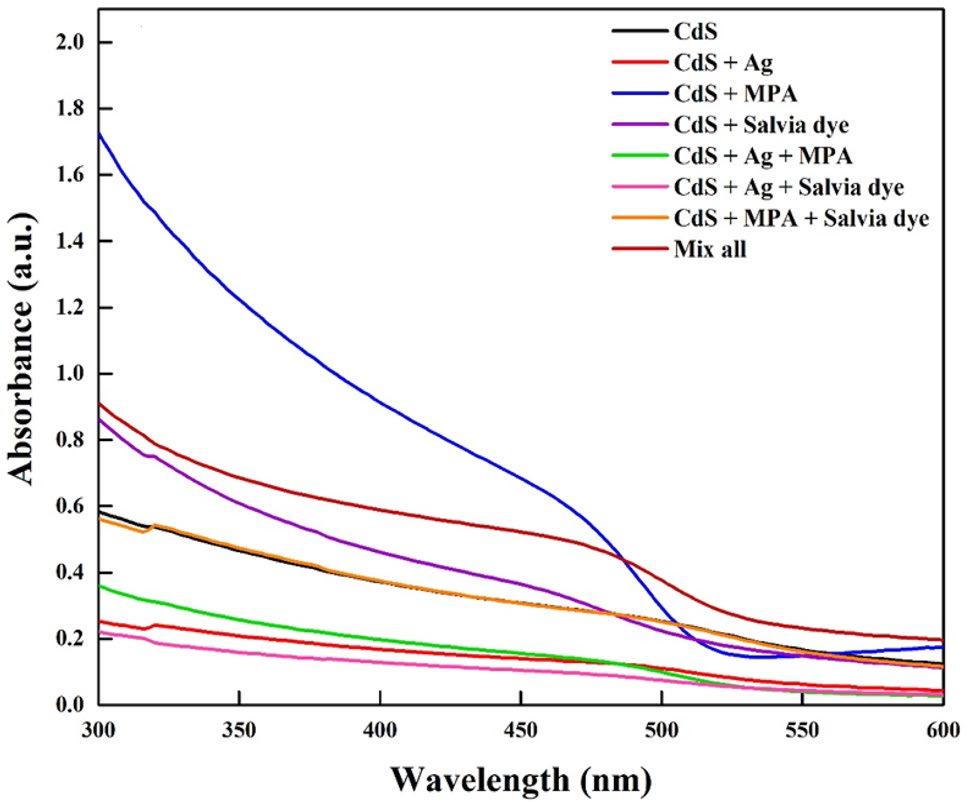 CdS
CdS + Ag
CdS + MPA
CdS + Salvia dye
CdS + Ag + MPA
CdS + Ag + Salvia dye
CdS + MPA + Salvia dye
Mix all
Absorbance (a.u.)
2.0
1.8
1.6
1.4
1.2
1.0
0.8
0.6
0.4
0.2
0.0
300 350 400 450 500 550 600
Wavelength (nm)